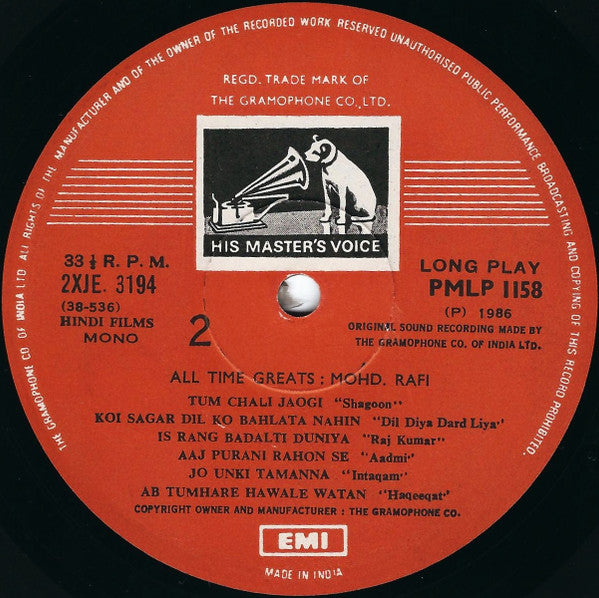 THE GRAMOPHONE CO. OF INDIA LTD. ALL RIGHTS OF THE MANUFACTURER AND OF THE OWNER OF THE RECORDED WORK RESERVED UNAUTHORISED PUBLIC PERFORMANCE BROADCASTING AND COPYING OF THIS RECORD PROHIBITED.
REGD. TRADE MARK OF
THE GRAMOPHONE CO., LTD.
HIS MASTER'S VOICE
33 1/3 R. P. M.
2XJE. 3194
(38-536)
HINDI FILMS
MONO
2
LONG PLAY
PMLP 1158
(P) 1986
ORIGINAL SOUND RECORDING MADE BY
THE GRAMOPHONE CO. OF INDIA LTD.
ALL TIME GREATS : MOHD. RAFI
TUM CHALI JAOGI "Shagoon"
KOI SAGAR DIL KO BAHLATA NAHIN "Dil Diya Dard Liya"
IS RANG BADALTI DUNIYA "Raj Kumar"
AAJ PURANI RAHON SE "Aadmi"
JO UNKI TAMANNA "Intaqam"
AB TUMHARE HAWALE WATAN "Haqeeqat"
COPYRIGHT OWNER AND MANUFACTURER : THE GRAMOPHONE CO.
EMI
MADE IN INDIA